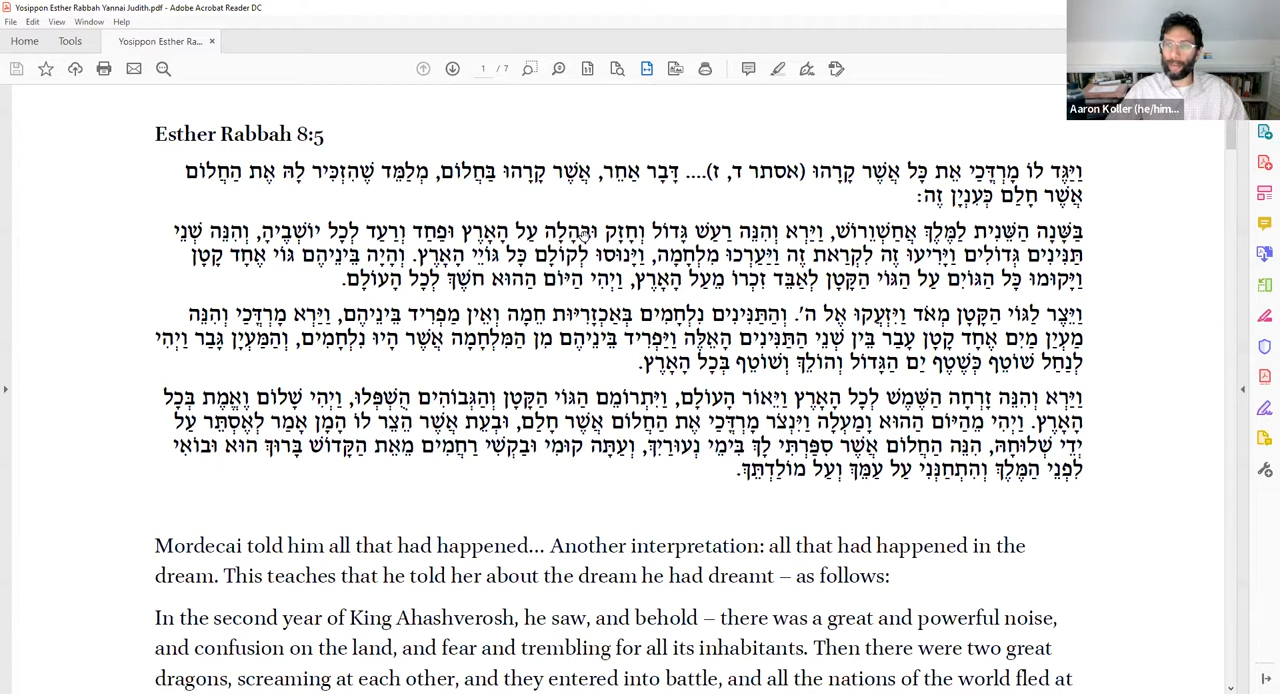 Yosippon Esther Rabbah Yannai Judith.pdf - Adobe Acrobat Reader DC
File Edit View Window Help
Home Tools Yosippon Esther Ra... ×
1 / 7
Aaron Koller (he/him...
Esther Rabbah 8:5
וַיַּגֶּד לוֹ מָרְדֳּכַי אֵת כָּל אֲשֶׁר קָרָהוּ (אסתר ד, ז).... דָּבָר אַחֵר, אֲשֶׁר קָרָהוּ בַּחֲלוֹם, מְלַמֵּד שֶׁהִזְכִּיר לָהּ אֶת הַחֲלוֹם
אֲשֶׁר חָלַם כְּעִנְיָן זֶה:
בַּשָּׁנָה הַשֵּׁנִית לַמֶּלֶךְ אֲחַשְׁוֵרוֹשׁ, וַיַּרְא וְהִנֵּה רַעַשׁ גָּדוֹל וְחָזָק וּבֶהָלָה עַל הָאָרֶץ וּפַחַד וְרַעַד לְכָל יוֹשְׁבֶיהָ, וְהִנֵּה שְׁנֵי
תַּנִּינִים גְּדוֹלִים וַיָּרִיעוּ זֶה לִקְרַאת זֶה וַיַּעַרְכוּ מִלְחָמָה, וַיָּנוּסוּ לְקוֹלָם כָּל גּוֹיֵי הָאָרֶץ. וְהָיָה בֵּינֵיהֶם גּוֹי אֶחָד קָטָן
וַיָּקוּמוּ כָּל הַגּוֹיִם עַל הַגּוֹי הַקָּטָן לְאַבֵּד זִכְרוֹ מֵעַל הָאָרֶץ, וַיְהִי הַיּוֹם הַהוּא חשֶׁךְ לְכָל הָעוֹלָם.
וַיֵּצֶר לַגּוֹי הַקָּטָן מְאֹד וַיִּזְעֲקוּ אֶל ה'. וְהַתַּנִּינִים נִלְחָמִים בְּאַכְזָרִיּוּת חֵמָה וְאֵין מַפְרִיד בֵּינֵיהֶם, וַיַּרְא מָרְדֳּכַי וְהִנֵּה
מַעְיַן מַיִם אֶחָד קָטָן עָבַר בֵּין שְׁנֵי הַתַּנִּינִים הָאֵלֶּה וַיַּפְרִיד בֵּינֵיהֶם מִן הַמִּלְחָמָה אֲשֶׁר הָיוּ נִלְחָמִים, וְהַמַּעְיָן גָּבַר וַיְהִי
לְנַחַל שׁוֹטֵף כִּשְׁטֹף יַם הַגָּדוֹל וְהוֹלֵךְ וְשׁוֹטֵף בְּכָל הָאָרֶץ.
וַיַּרְא וְהִנֵּה זָרְחָה הַשֶּׁמֶשׁ לְכָל הָאָרֶץ וַיֵּאוֹר הָעוֹלָם, וַיִּתְרוֹמֵם הַגּוֹי הַקָּטָן וְהַגְּבוֹהִים הֻשְׁפְּלוּ, וַיְהִי שָׁלוֹם וֶאֱמֶת בְּכָל
הָאָרֶץ. וַיְהִי מֵהַיּוֹם הַהוּא וָמַעְלָה וַיִּנְצֹר מָרְדֳּכַי אֶת הַחֲלוֹם אֲשֶׁר חָלַם, וּבְעֵת אֲשֶׁר הֵצֵר לוֹ הָמָן אָמַר לְאֶסְתֵּר עַל
יְדֵי שְׁלוּחָהּ, הִנֵּה הַחֲלוֹם אֲשֶׁר סִפַּרְתִּי לָךְ בִּימֵי נְעוּרַיִךְ, וְעַתָּה קוּמִי וּבַקְשִׁי רַחֲמִים מֵאֵת הַקָּדוֹשׁ בָּרוּךְ הוּא וּבוֹאִי
לִפְנֵי הַמֶּלֶךְ וְהִתְחַנְּנִי עַל עַמֵּךְ וְעַל מוֹלַדְתֵּךְ.
Mordecai told him all that had happened... Another interpretation: all that had happened in the
dream. This teaches that he told her about the dream he had dreamt – as follows:
In the second year of King Ahashverosh, he saw, and behold – there was a great and powerful noise,
and confusion on the land, and fear and trembling for all its inhabitants. Then there were two great
dragons, screaming at each other, and they entered into battle, and all the nations of the world fled at